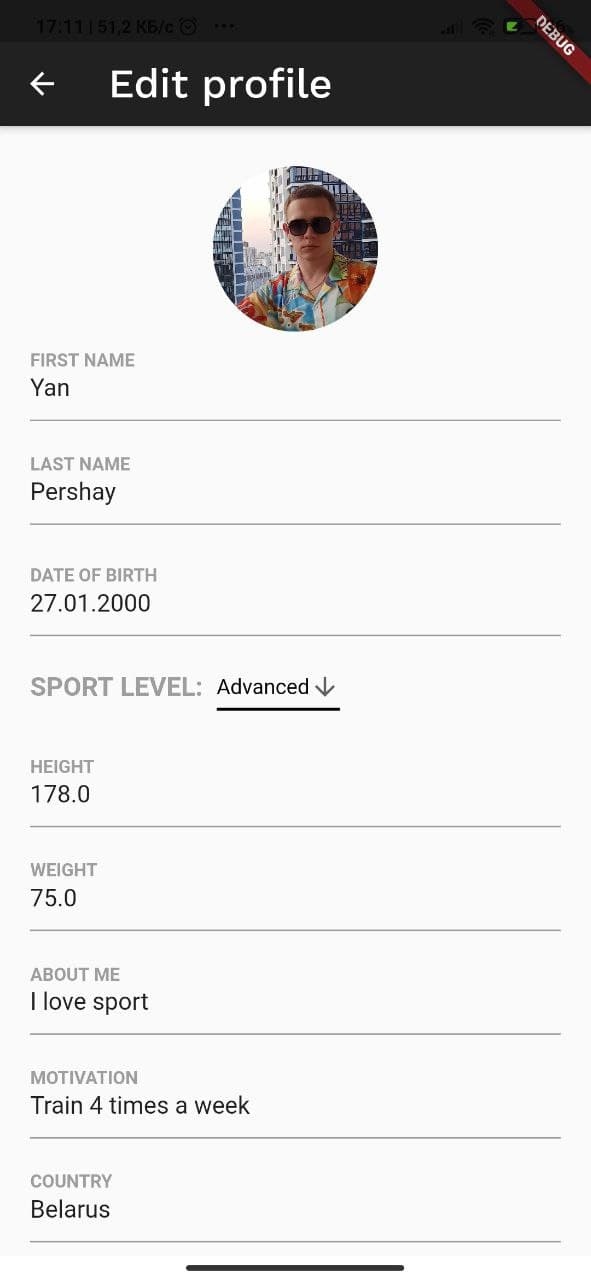 17:11 | 51,2 КБ/с ...
DEBUG
Edit profile
FIRST NAME
Yan
LAST NAME
Pershay
DATE OF BIRTH
27.01.2000
SPORT LEVEL: Advanced
HEIGHT
178.0
WEIGHT
75.0
ABOUT ME
I love sport
MOTIVATION
Train 4 times a week
COUNTRY
Belarus